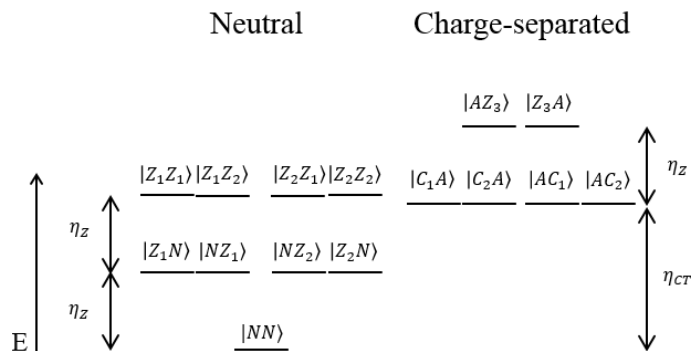 Neutral Charge-separated
|AZ₃⟩ |Z₃A⟩
|Z₁Z₁⟩ |Z₁Z₂⟩ |Z₂Z₁⟩ |Z₂Z₂⟩ |C₁A⟩ |C₂A⟩ |AC₁⟩ |AC₂⟩
η_Z
η_Z
|Z₁N⟩ |NZ₁⟩ |NZ₂⟩ |Z₂N⟩
η_CT
η_Z
|NN⟩
E